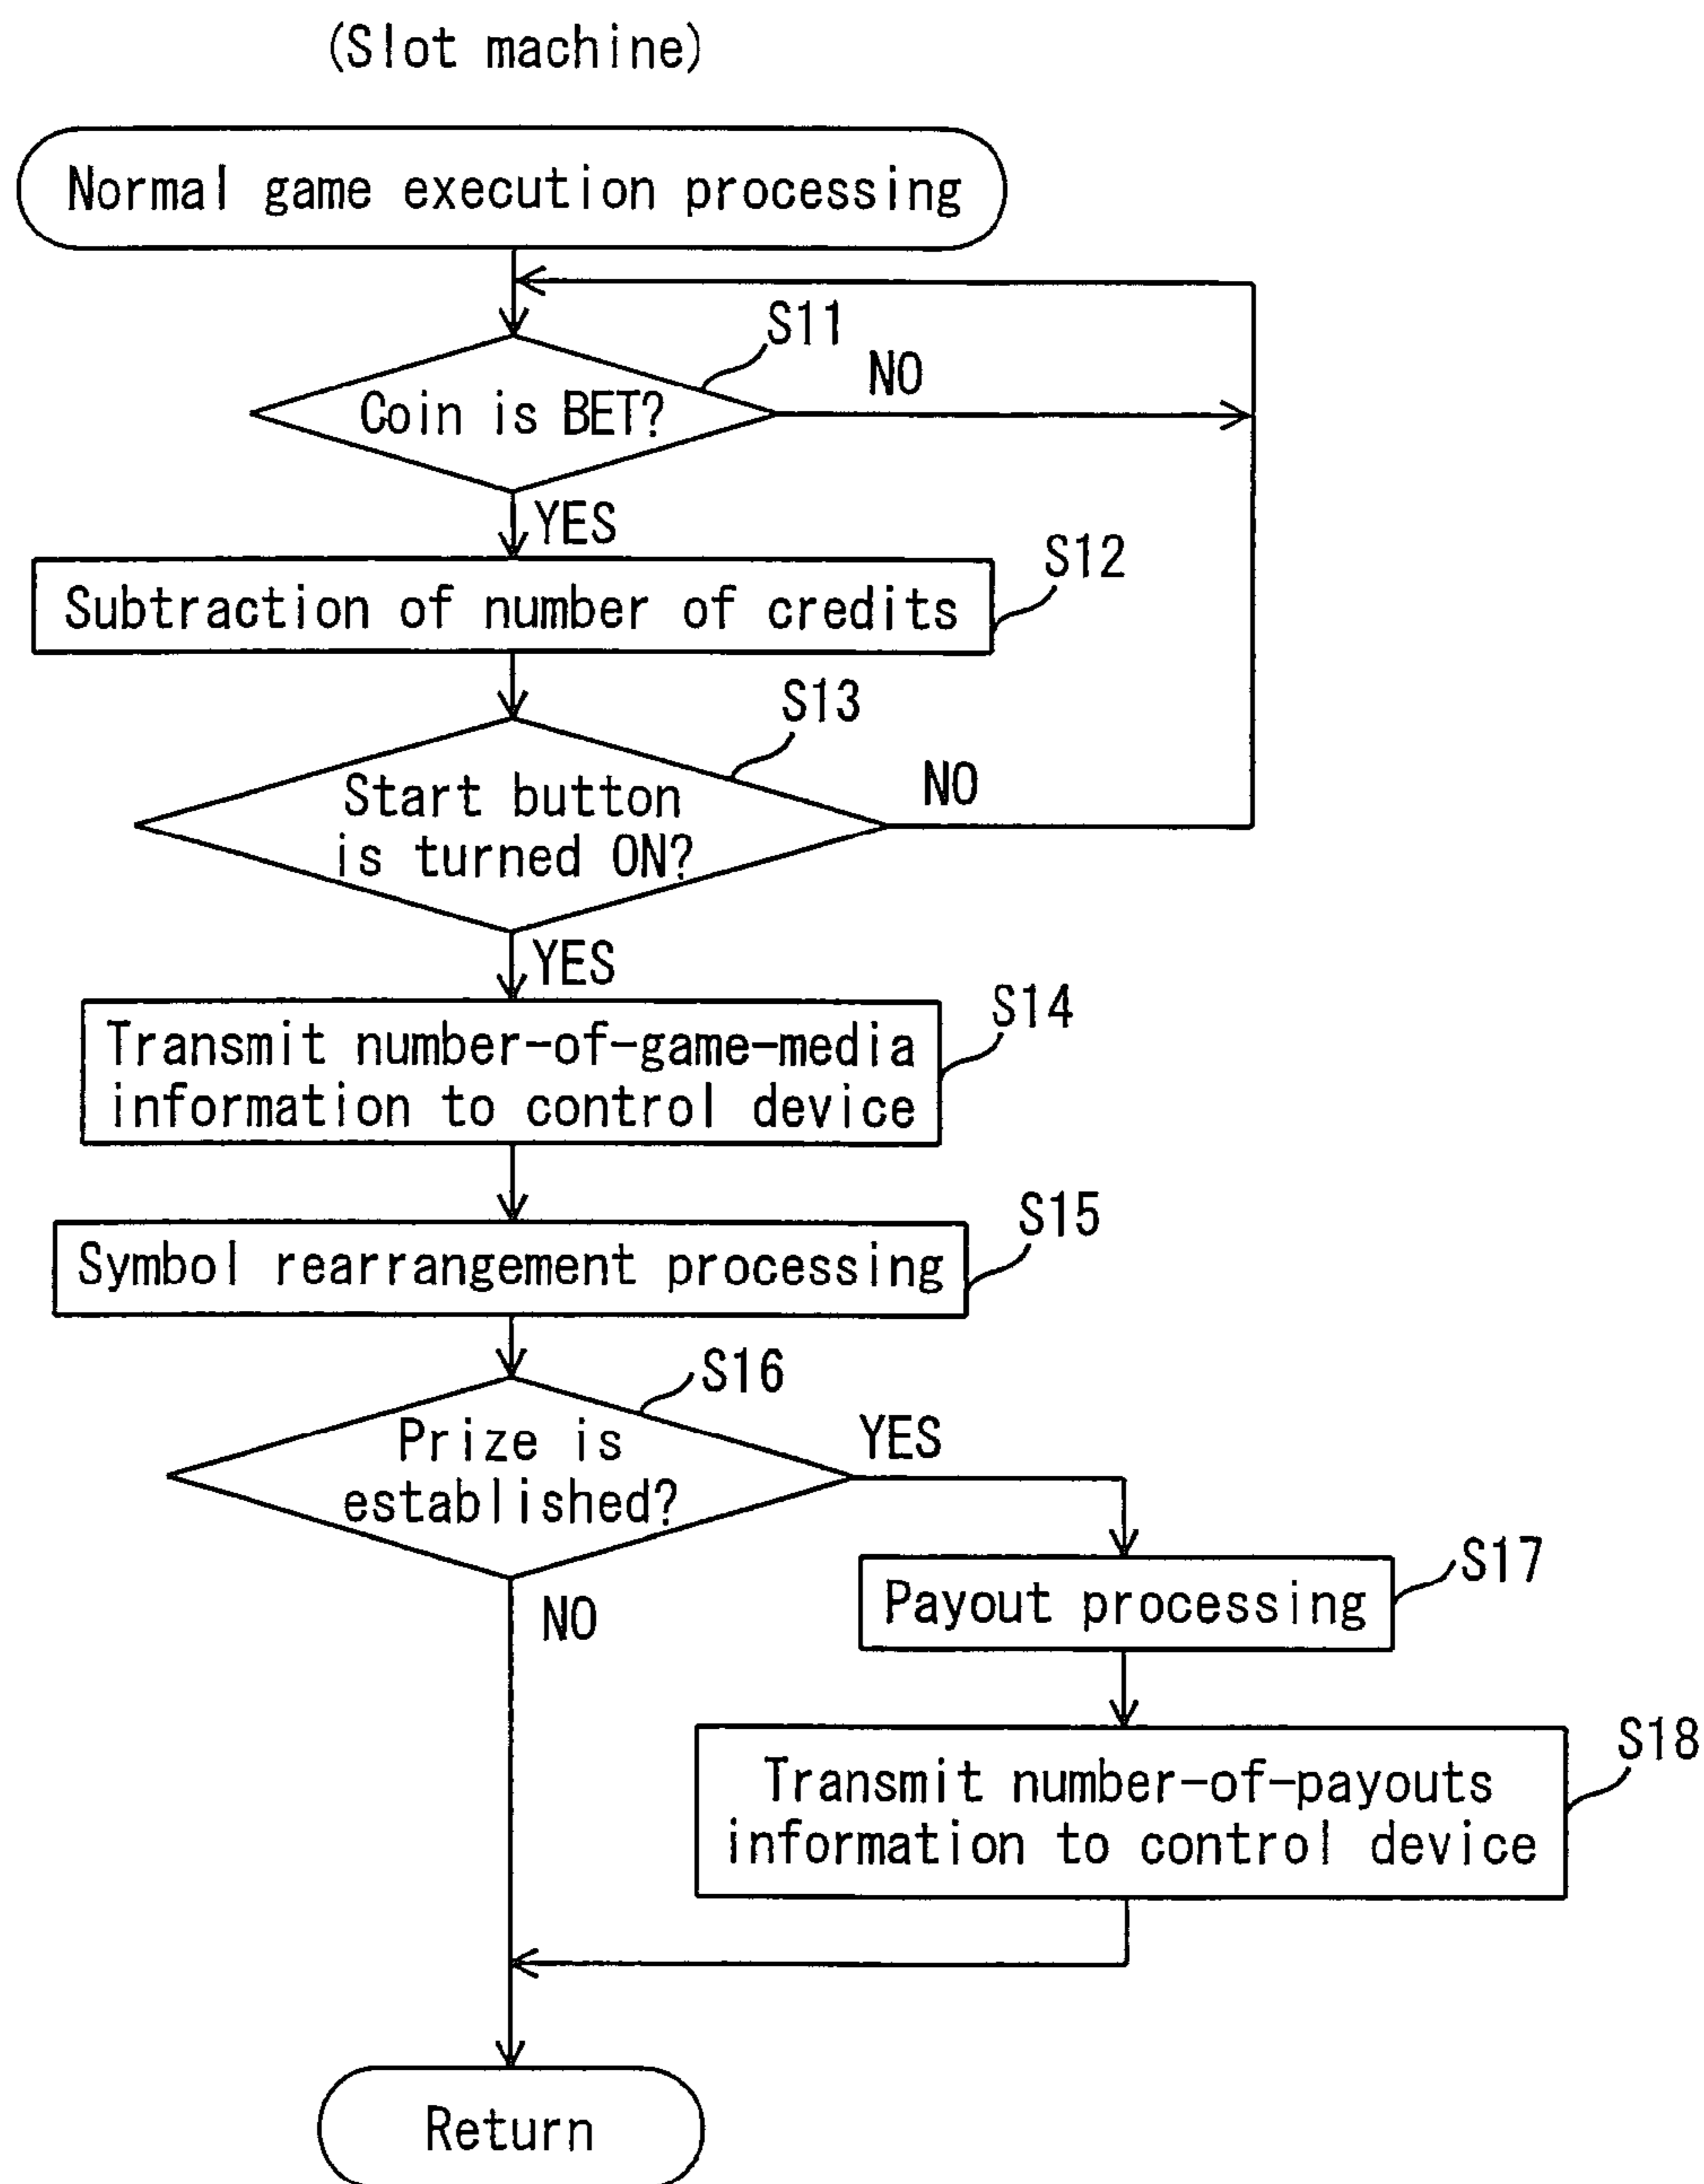 (Slot machine)
Normal game execution processing
S11
Coin is BET?
NO
YES
S12
Subtraction of number of credits
S13
Start button
is turned ON?
NO
YES
S14
Transmit number-of-game-media
information to control device
S15
Symbol rearrangement processing
S16
Prize is
established?
YES
NO
S17
Payout processing
S18
Transmit number-of-payouts
information to control device
Return